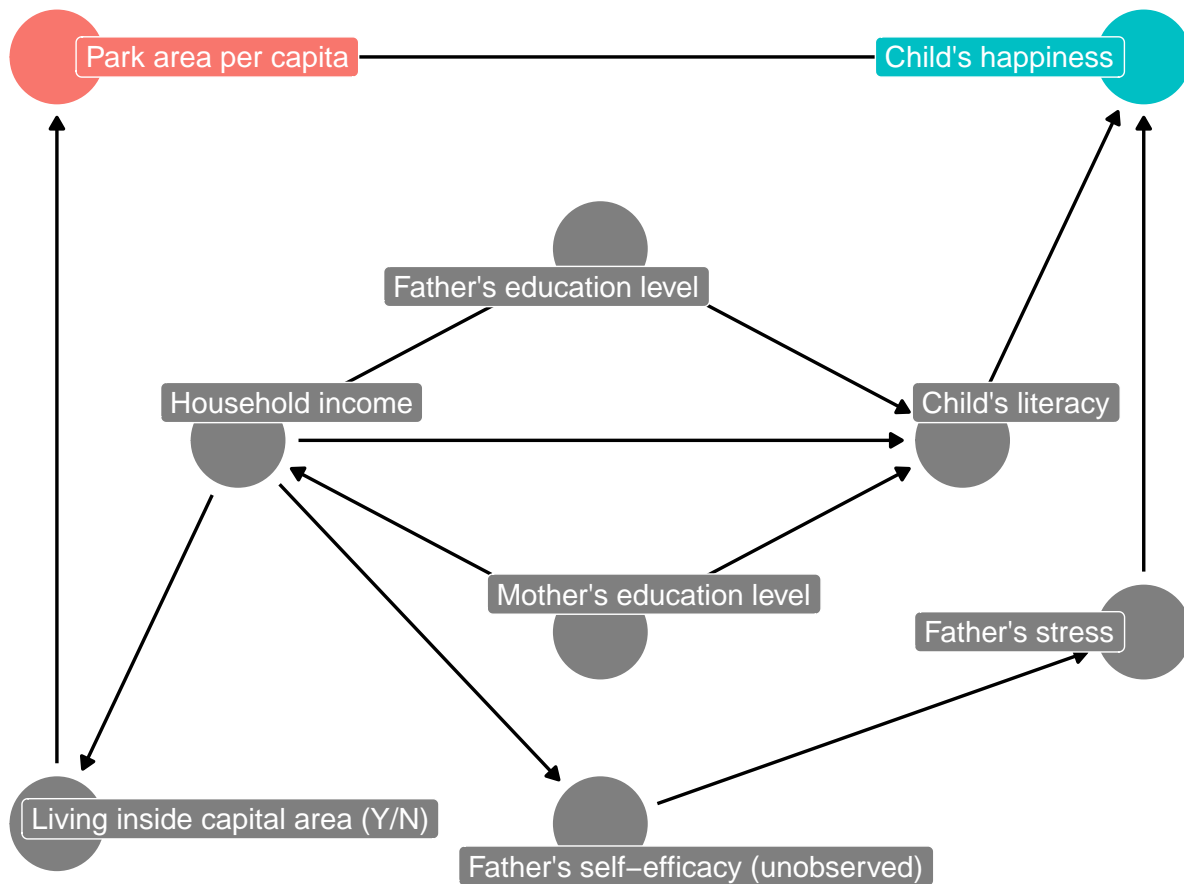 Park area per capita
Child's happiness
Father's education level
Household income
Child's literacy
Mother's education level
Father's stress
Living inside capital area (Y/N)
Father's self−efficacy (unobserved)